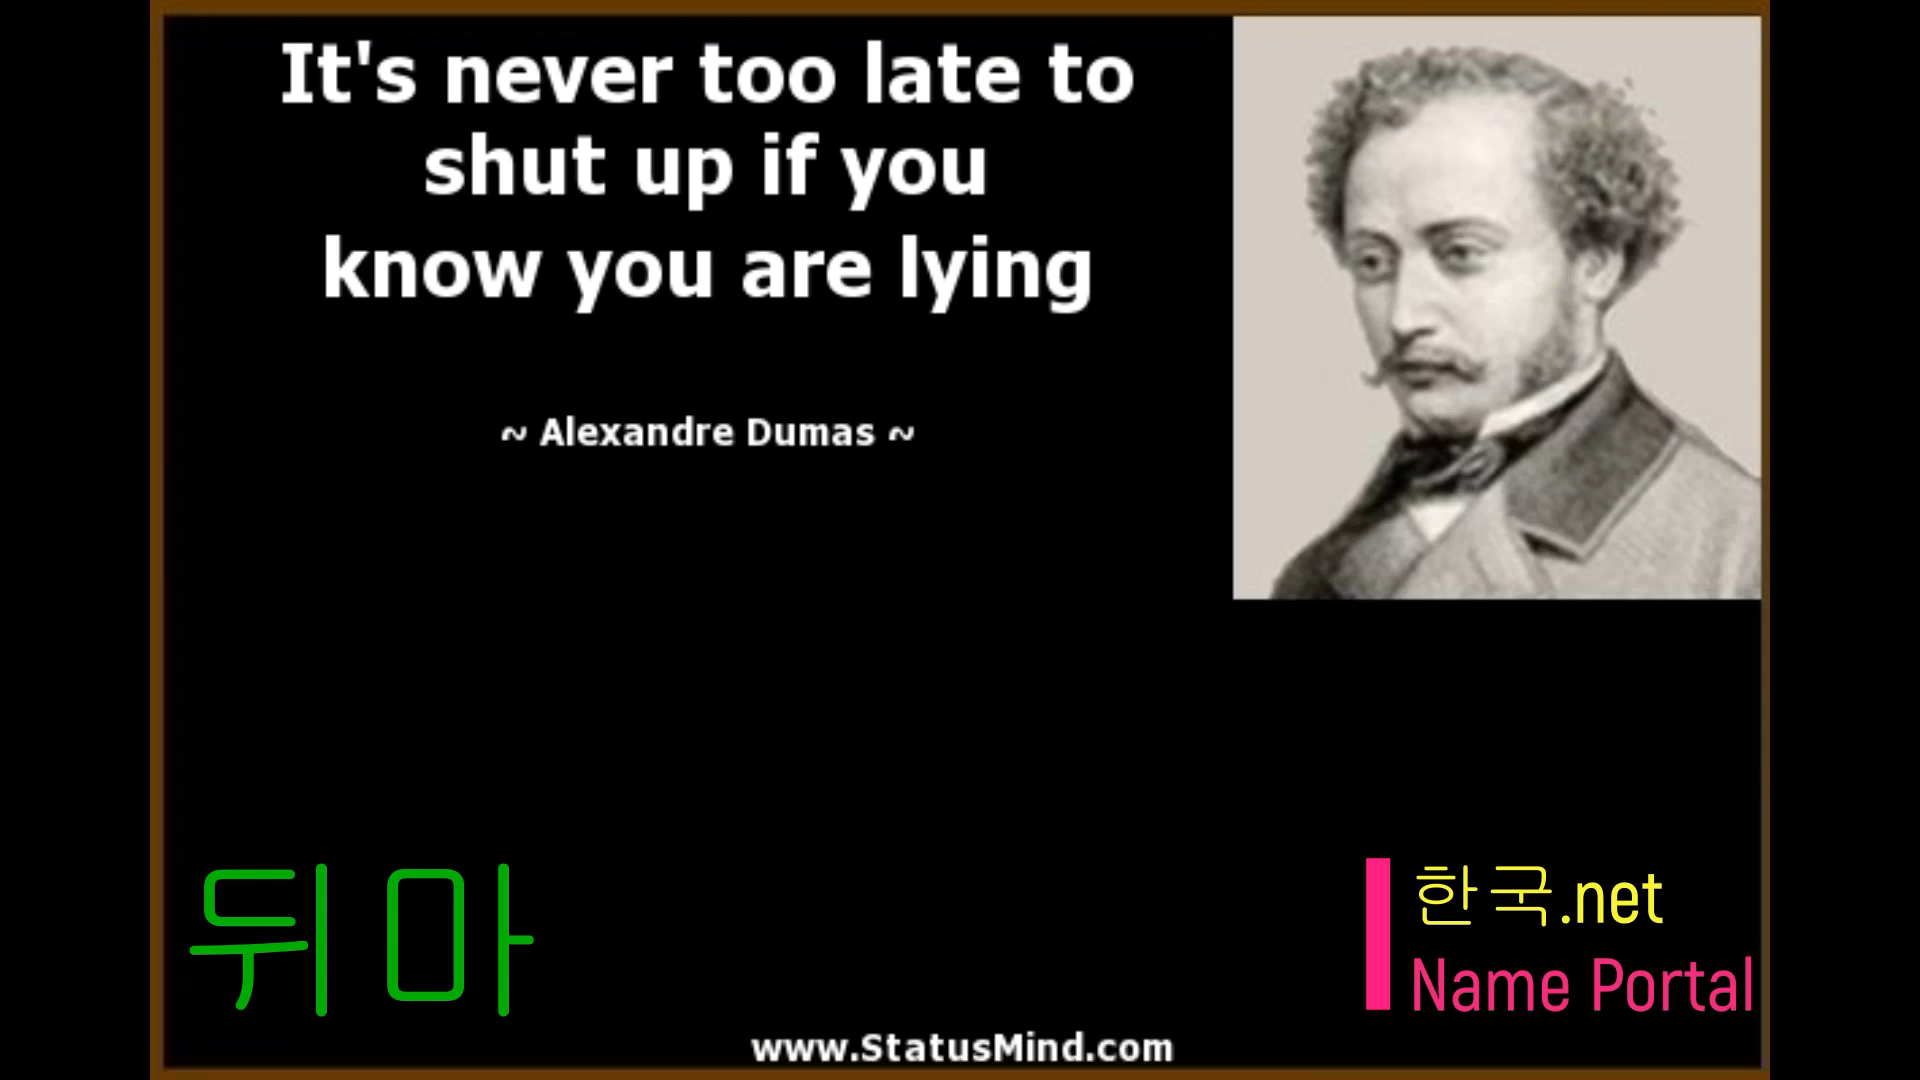 It's never too late to
shut up if you
know you are lying
~ Alexandre Dumas ~
뒤마
한국.net
Name Portal
www.StatusMind.com